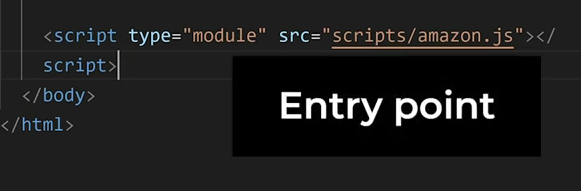 <script type="module" src="scripts/amazon.js"></
script>
</body>
</html>
Entry point